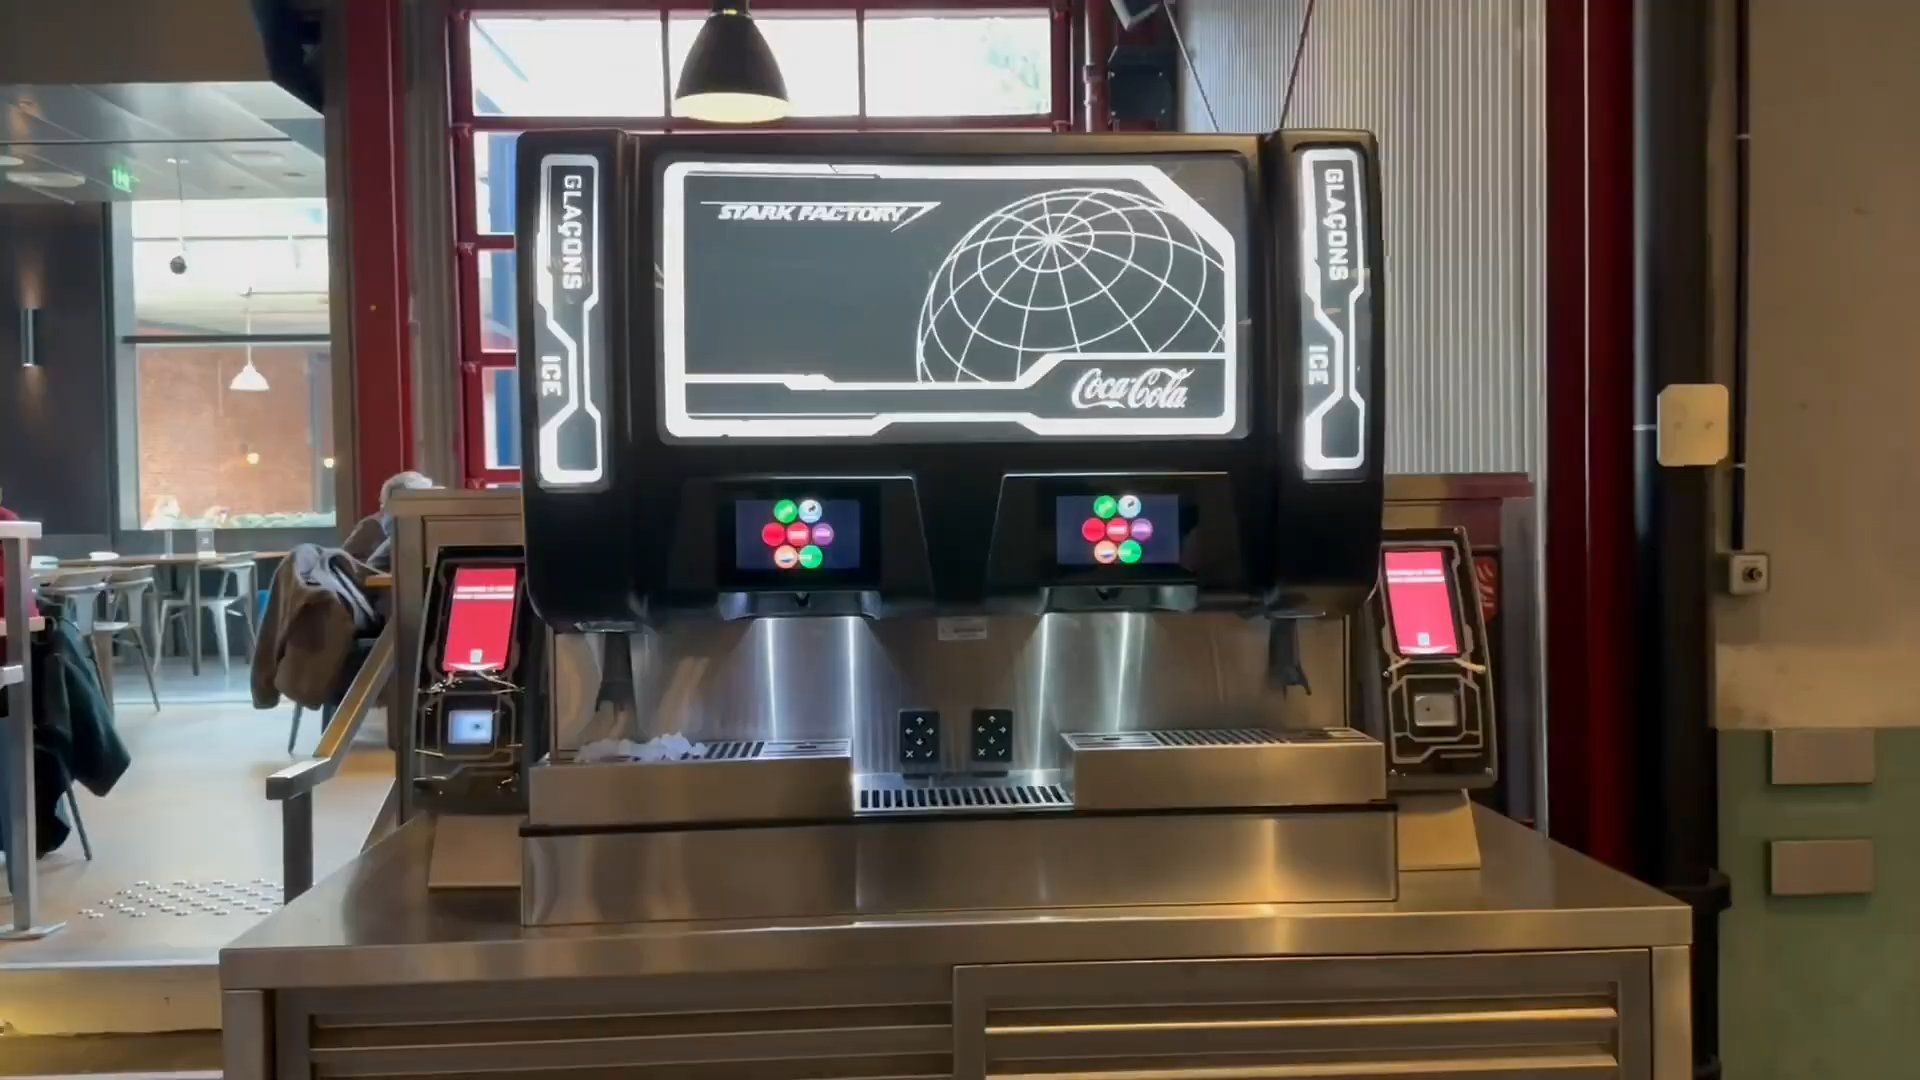 GLAÇONS
ICE
STARK FACTORY
Coca-Cola
GLAÇONS
ICE